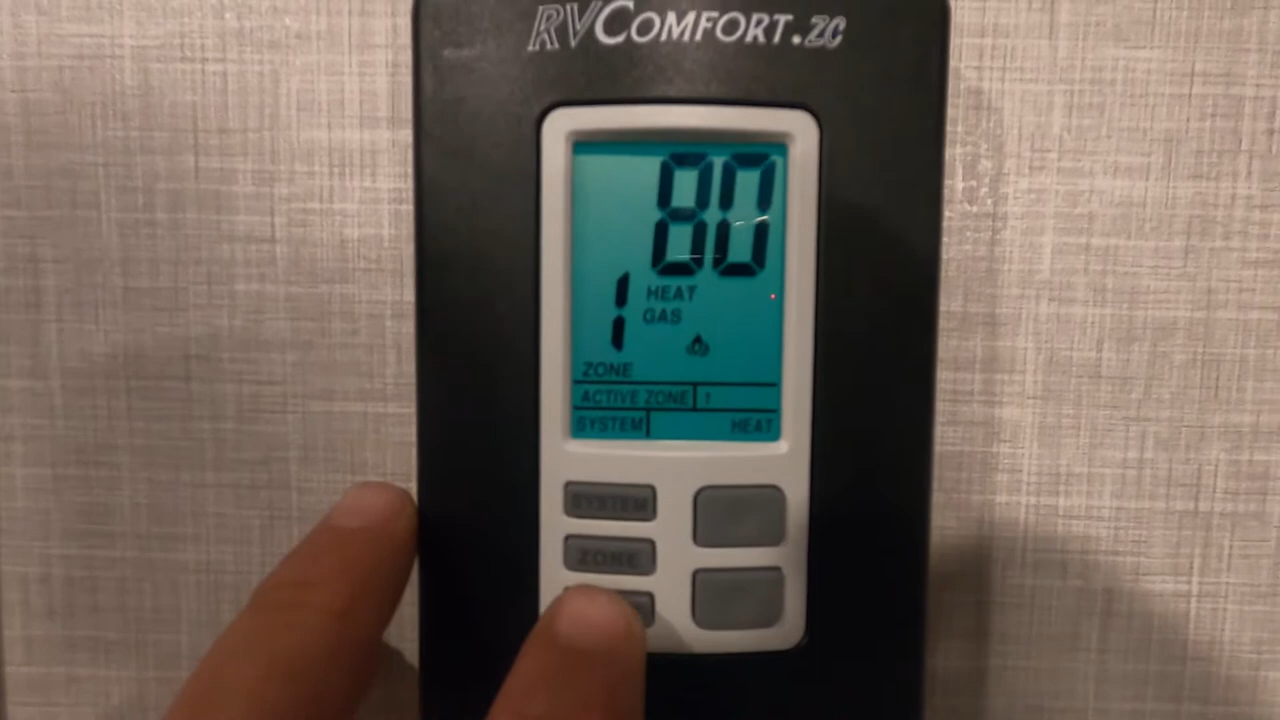 RVCOMFORT.ZC
80
1 HEAT
GAS
ZONE
ACTIVE ZONE 1
SYSTEM HEAT
SYSTEM
ZONE